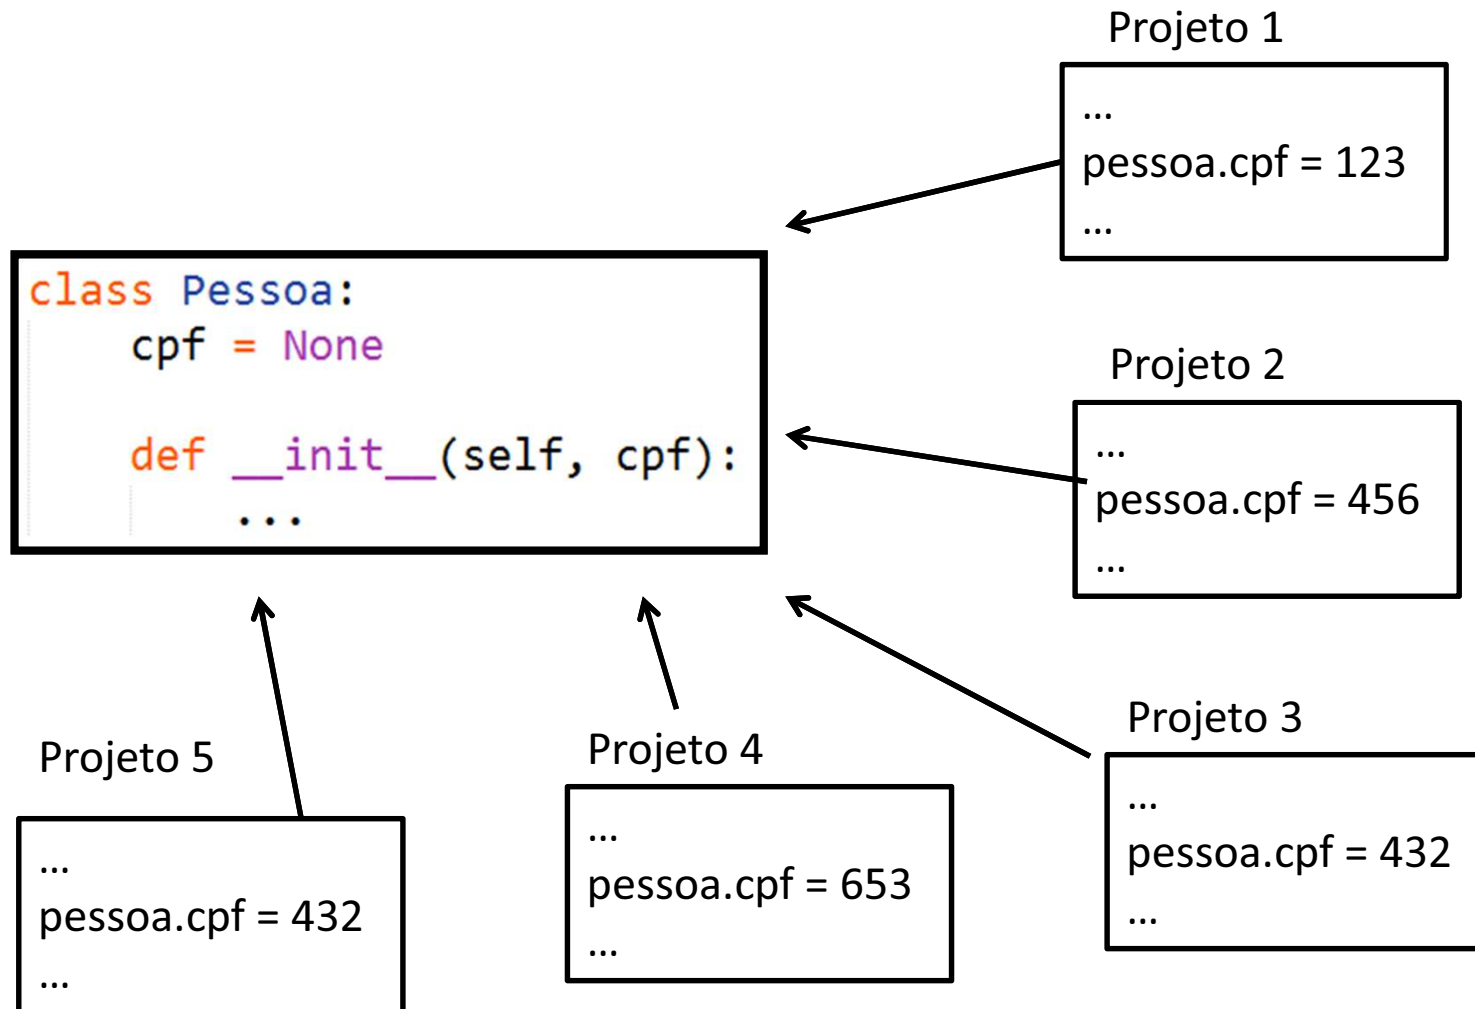 Projeto 1
...
pessoa.cpf = 123
...
class Pessoa:
cpf = None
def __init__(self, cpf):
...
Projeto 2
...
pessoa.cpf = 456
...
Projeto 3
...
pessoa.cpf = 432
...
Projeto 4
...
pessoa.cpf = 653
...
Projeto 5
...
pessoa.cpf = 432
...